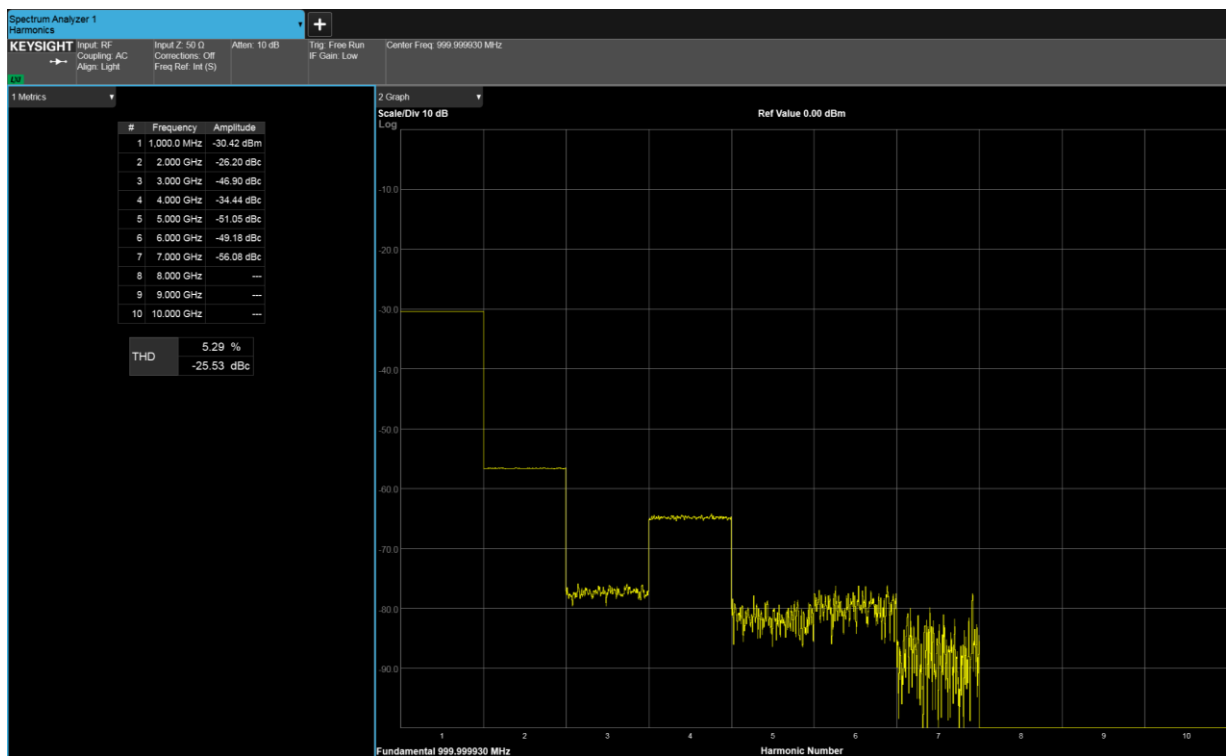 Spectrum Analyzer 1
Harmonics
KEYSIGHT Input: RF Input Z: 50 Ω Atten: 10 dB Trig: Free Run Center Freq: 999.999930 MHz
Coupling: AC Corrections: Off IF Gain: Low
Align: Light Freq Ref: Int (S)
1 Metrics
# Frequency Amplitude
1 1,000.0 MHz -30.42 dBm
2 2.000 GHz -26.20 dBc
3 3.000 GHz -46.90 dBc
4 4.000 GHz -34.44 dBc
5 5.000 GHz -51.05 dBc
6 6.000 GHz -49.18 dBc
7 7.000 GHz -56.08 dBc
8 8.000 GHz ---
9 9.000 GHz ---
10 10.000 GHz ---
THD 5.29 %
-25.53 dBc
2 Graph
Scale/Div 10 dB Ref Value 0.00 dBm
Log
-10.0
-20.0
-30.0
-40.0
-50.0
-60.0
-70.0
-80.0
-90.0
1 2 3 4 5 6 7 8 9 10
Fundamental 999.999930 MHz Harmonic Number